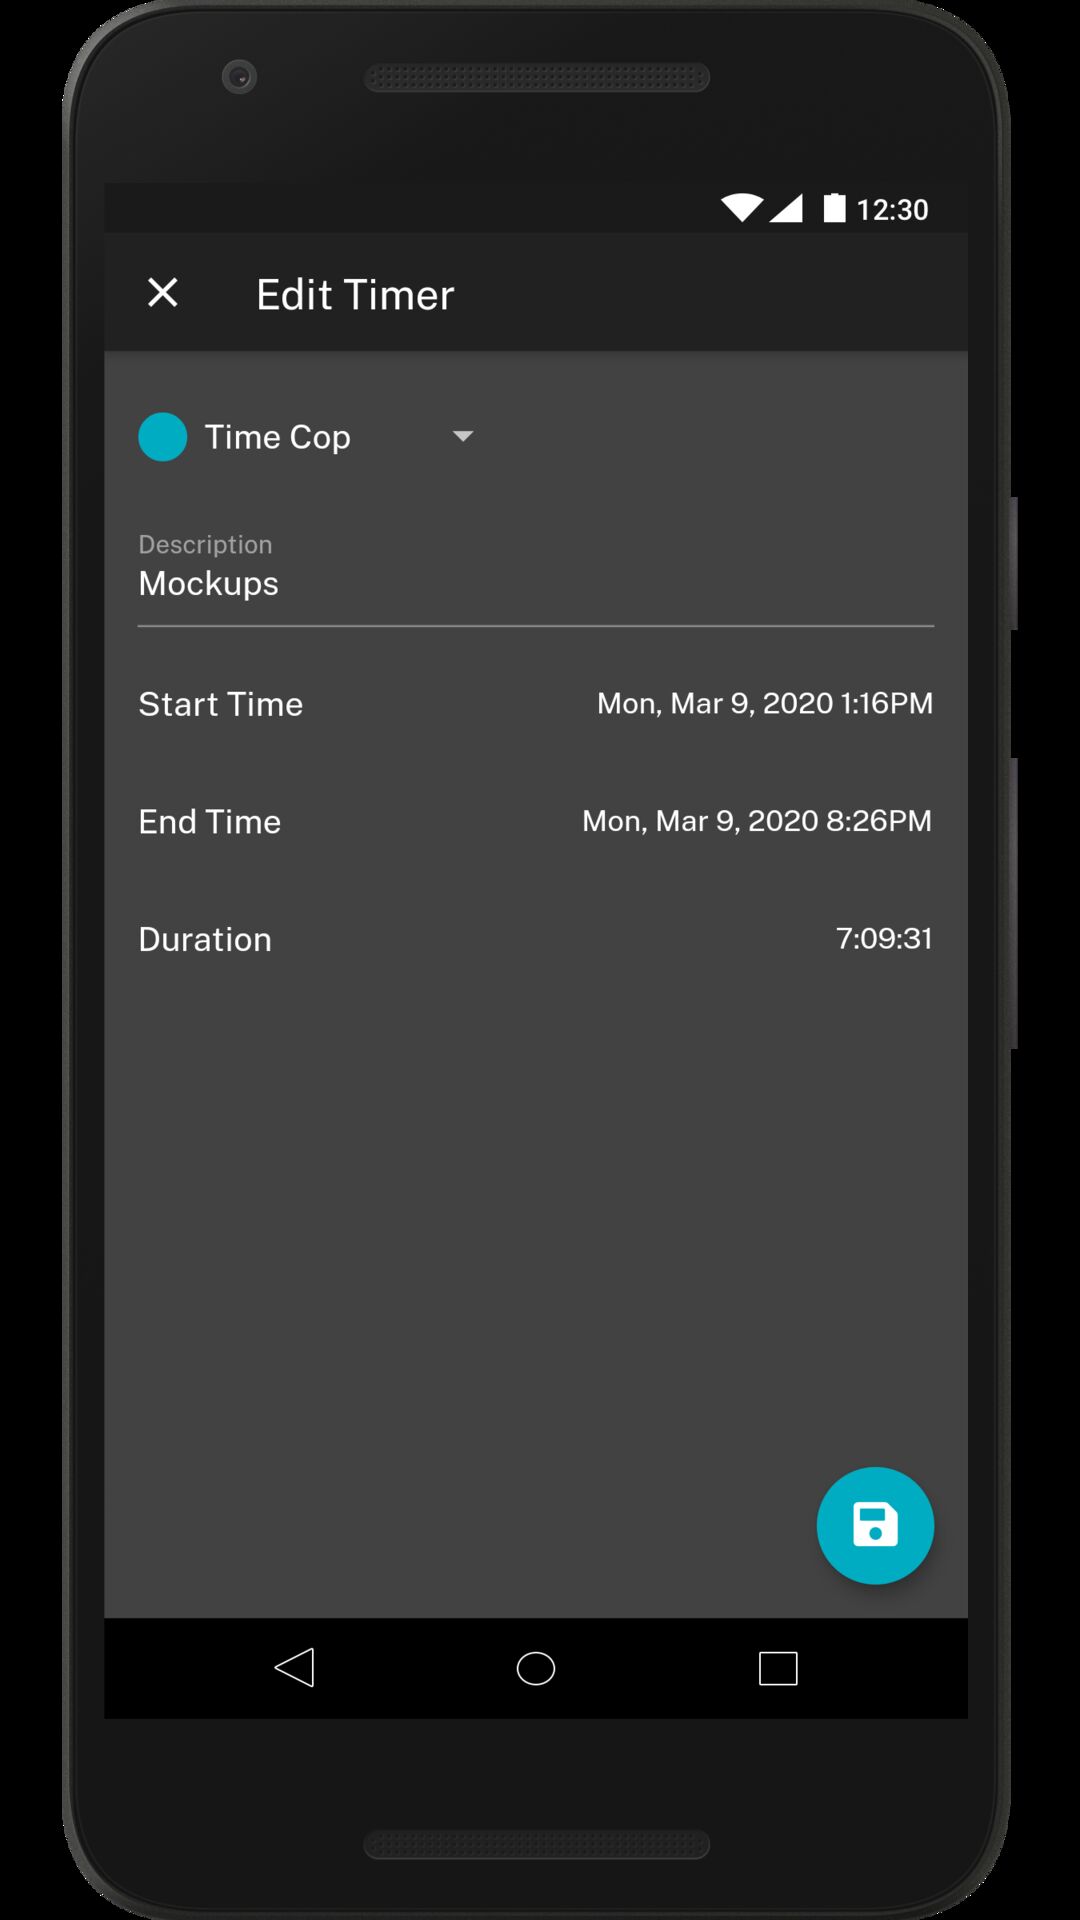 12:30
Edit Timer
Time Cop
Description
Mockups
Start Time Mon, Mar 9, 2020 1:16PM
End Time Mon, Mar 9, 2020 8:26PM
Duration 7:09:31